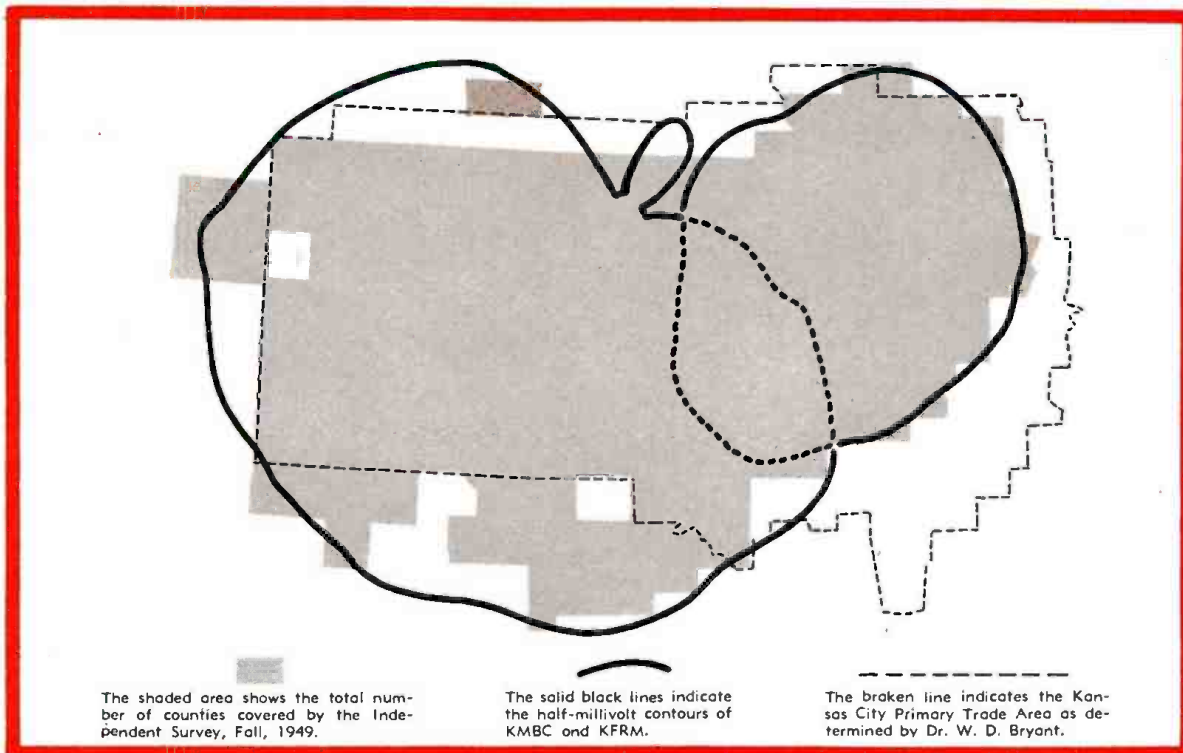 The shaded area shows the total num-
ber of counties covered by the Inde-
pendent Survey, Fall, 1949.
The solid black lines indicate
the half-millivolt contours of
KMBC and KFRM.
The broken line indicates the Kan-
sas City Primary Trade Area as de-
termined by Dr. W. D. Bryant.